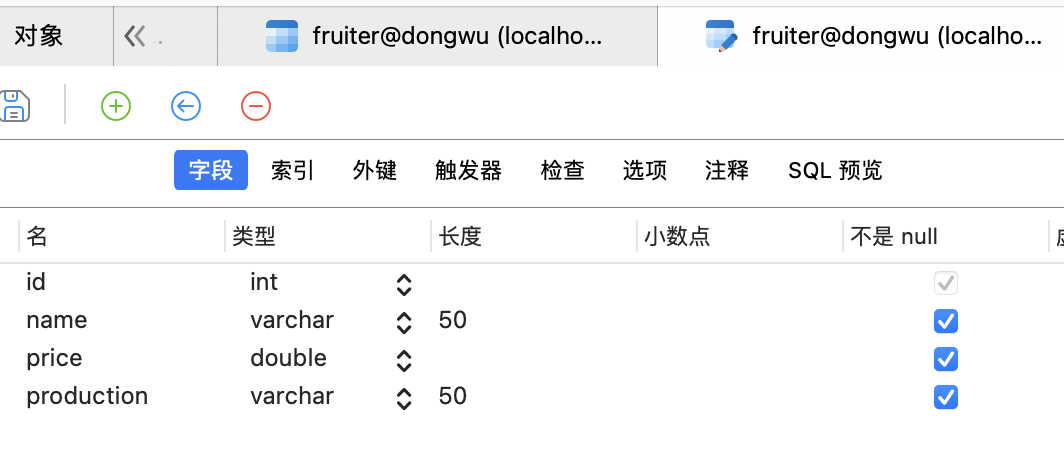 对象 fruiter@dongwu (localho... fruiter@dongwu (localho...
字段 索引 外键 触发器 检查 选项 注释 SQL 预览
名 类型 长度 小数点 不是 null
id int
name varchar 50
price double
production varchar 50